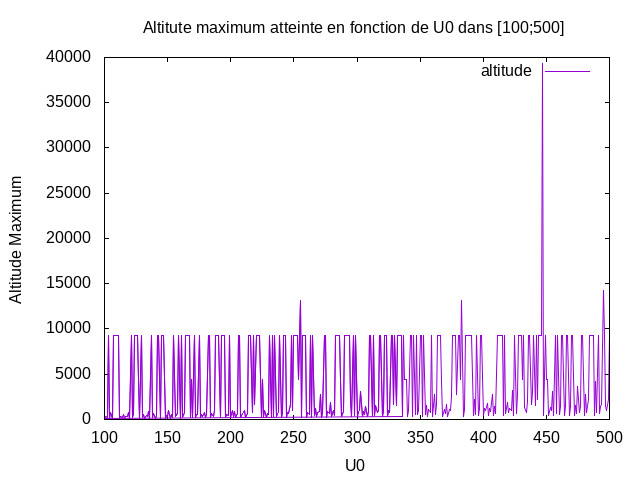 Altitute maximum atteinte en fonction de U0 dans [100;500]
altitude
Altitude Maximum
40000
35000
30000
25000
20000
15000
10000
5000
0
100 150 200 250 300 350 400 450 500
U0